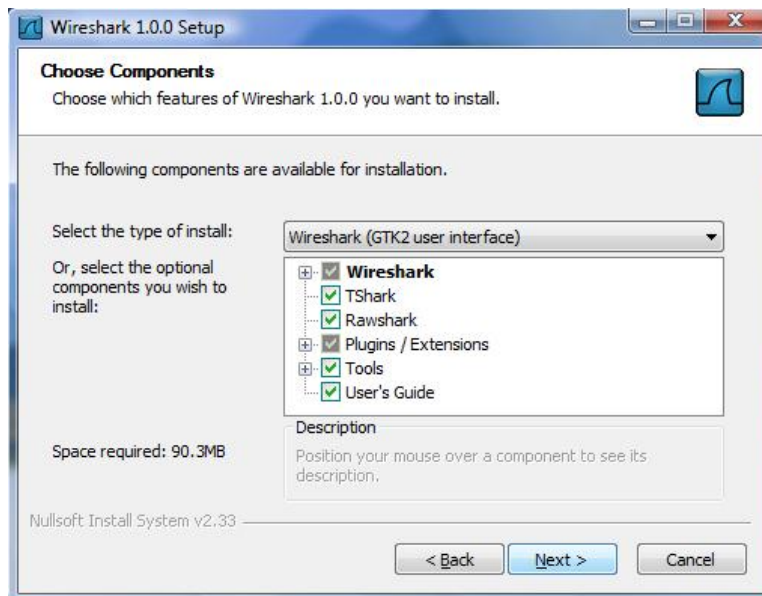 Wireshark 1.0.0 Setup
Choose Components
Choose which features of Wireshark 1.0.0 you want to install.
The following components are available for installation.
Select the type of install:
Wireshark (GTK2 user interface)
Or, select the optional
components you wish to
install:
Wireshark
TShark
Rawshark
Plugins / Extensions
Tools
User's Guide
Space required: 90.3MB
Description
Position your mouse over a component to see its
description.
Nullsoft Install System v2.33
< Back
Next >
Cancel